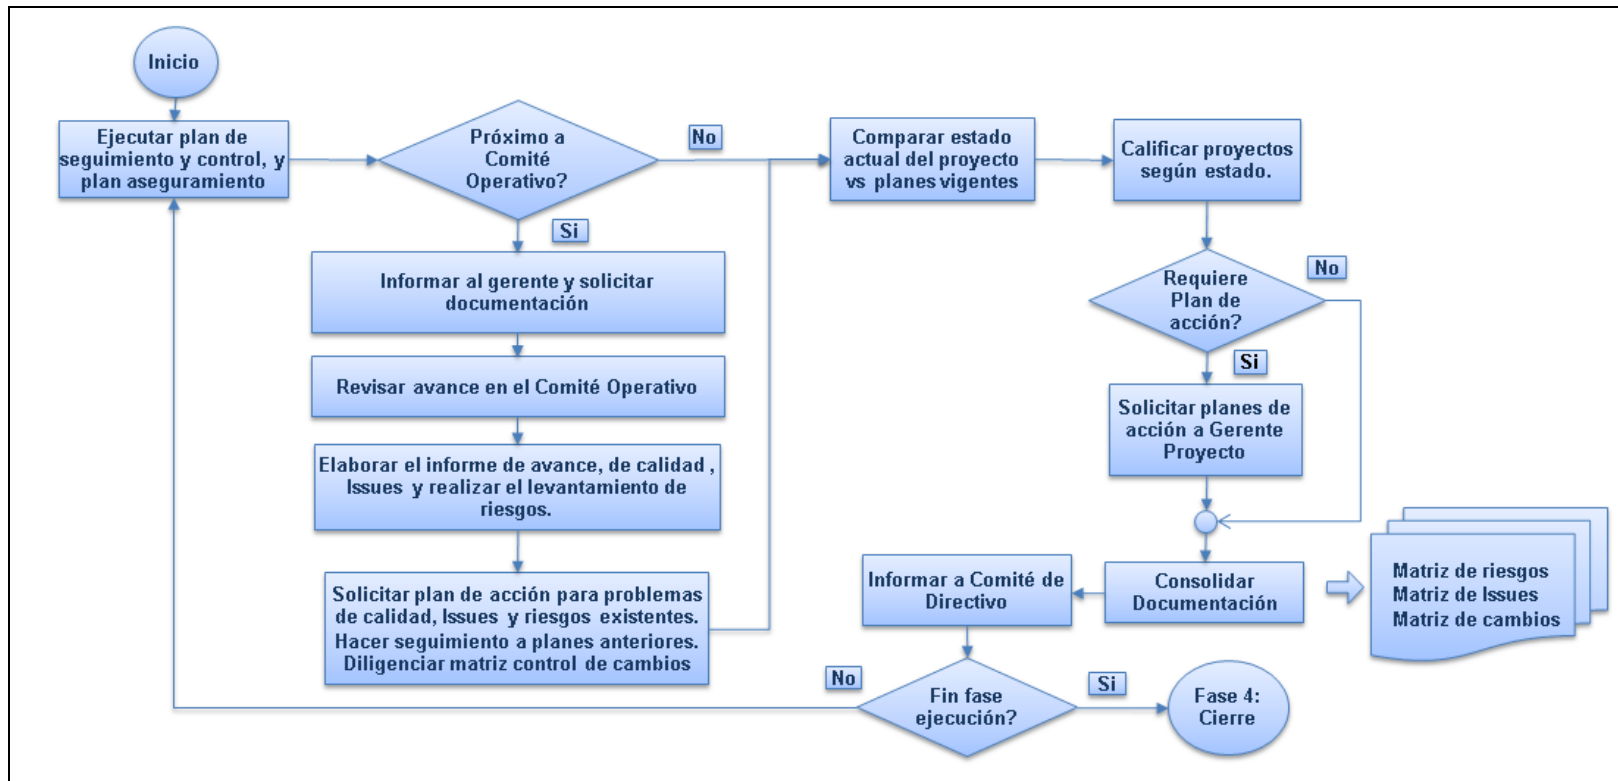 Inicio
Ejecutar plan de
seguimiento y control, y
plan aseguramiento
Próximo a
Comité
Operativo?
No
Si
Informar al gerente y solicitar
documentación
Revisar avance en el Comité Operativo
Elaborar el informe de avance, de calidad ,
Issues y realizar el levantamiento de
riesgos.
Solicitar plan de acción para problemas
de calidad, Issues y riesgos existentes.
Hacer seguimiento a planes anteriores.
Diligenciar matriz control de cambios
Comparar estado
actual del proyecto
vs planes vigentes
Calificar proyectos
según estado.
Requiere
Plan de
acción?
No
Si
Solicitar planes de
acción a Gerente
Proyecto
Consolidar
Documentación
Matriz de riesgos
Matriz de Issues
Matriz de cambios
Informar a Comité de
Directivo
Fin fase
ejecución?
No
Si
Fase 4:
Cierre